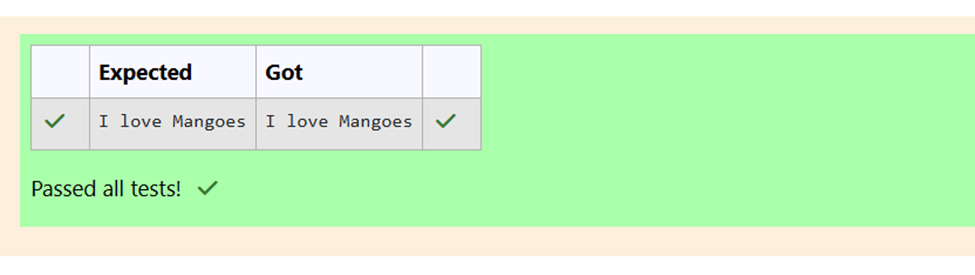 Expected Got
I love Mangoes I love Mangoes
Passed all tests!